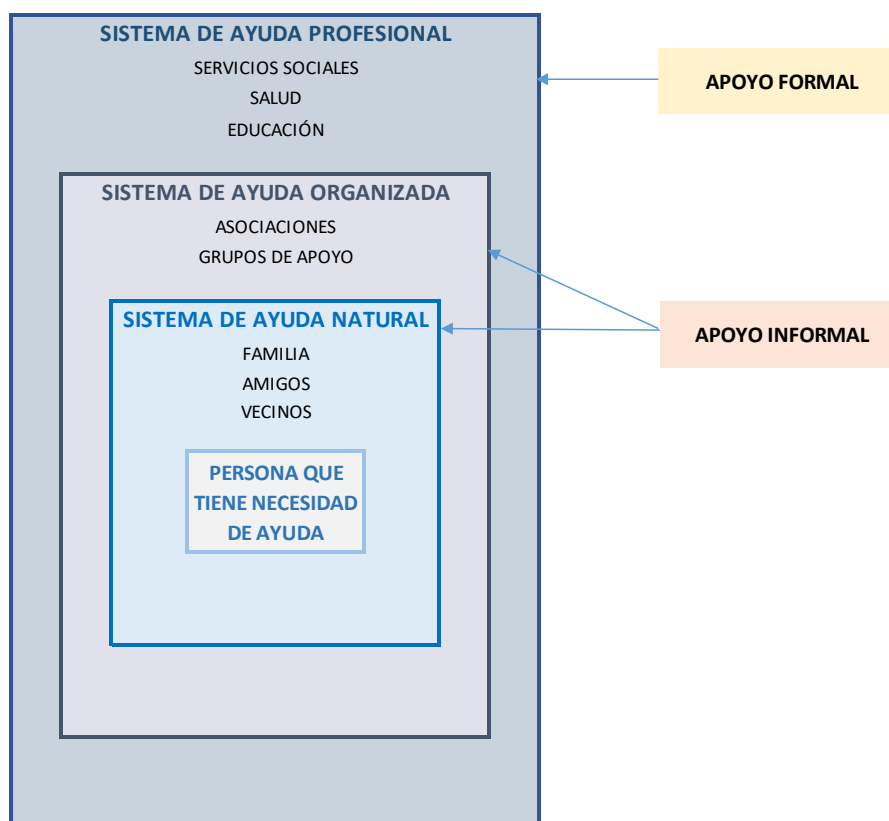 SISTEMA DE AYUDA PROFESIONAL
SERVICIOS SOCIALES
SALUD
EDUCACIÓN
APOYO FORMAL
SISTEMA DE AYUDA ORGANIZADA
ASOCIACIONES
GRUPOS DE APOYO
SISTEMA DE AYUDA NATURAL
FAMILIA
AMIGOS
VECINOS
APOYO INFORMAL
PERSONA QUE
TIENE NECESIDAD
DE AYUDA